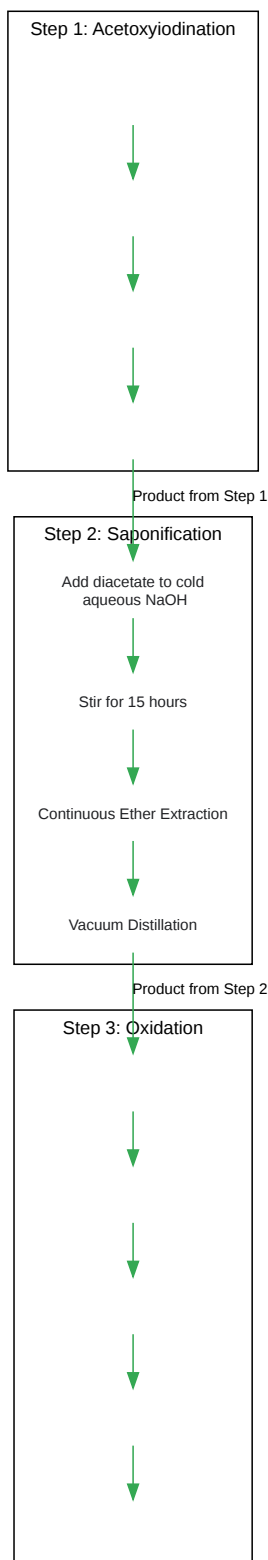 Step 1: Acetoxyiodination
Product from Step 1
Step 2: Saponification
Add diacetate to cold
aqueous NaOH
Stir for 15 hours
Continuous Ether Extraction
Vacuum Distillation
Product from Step 2
Step 3: Oxidation